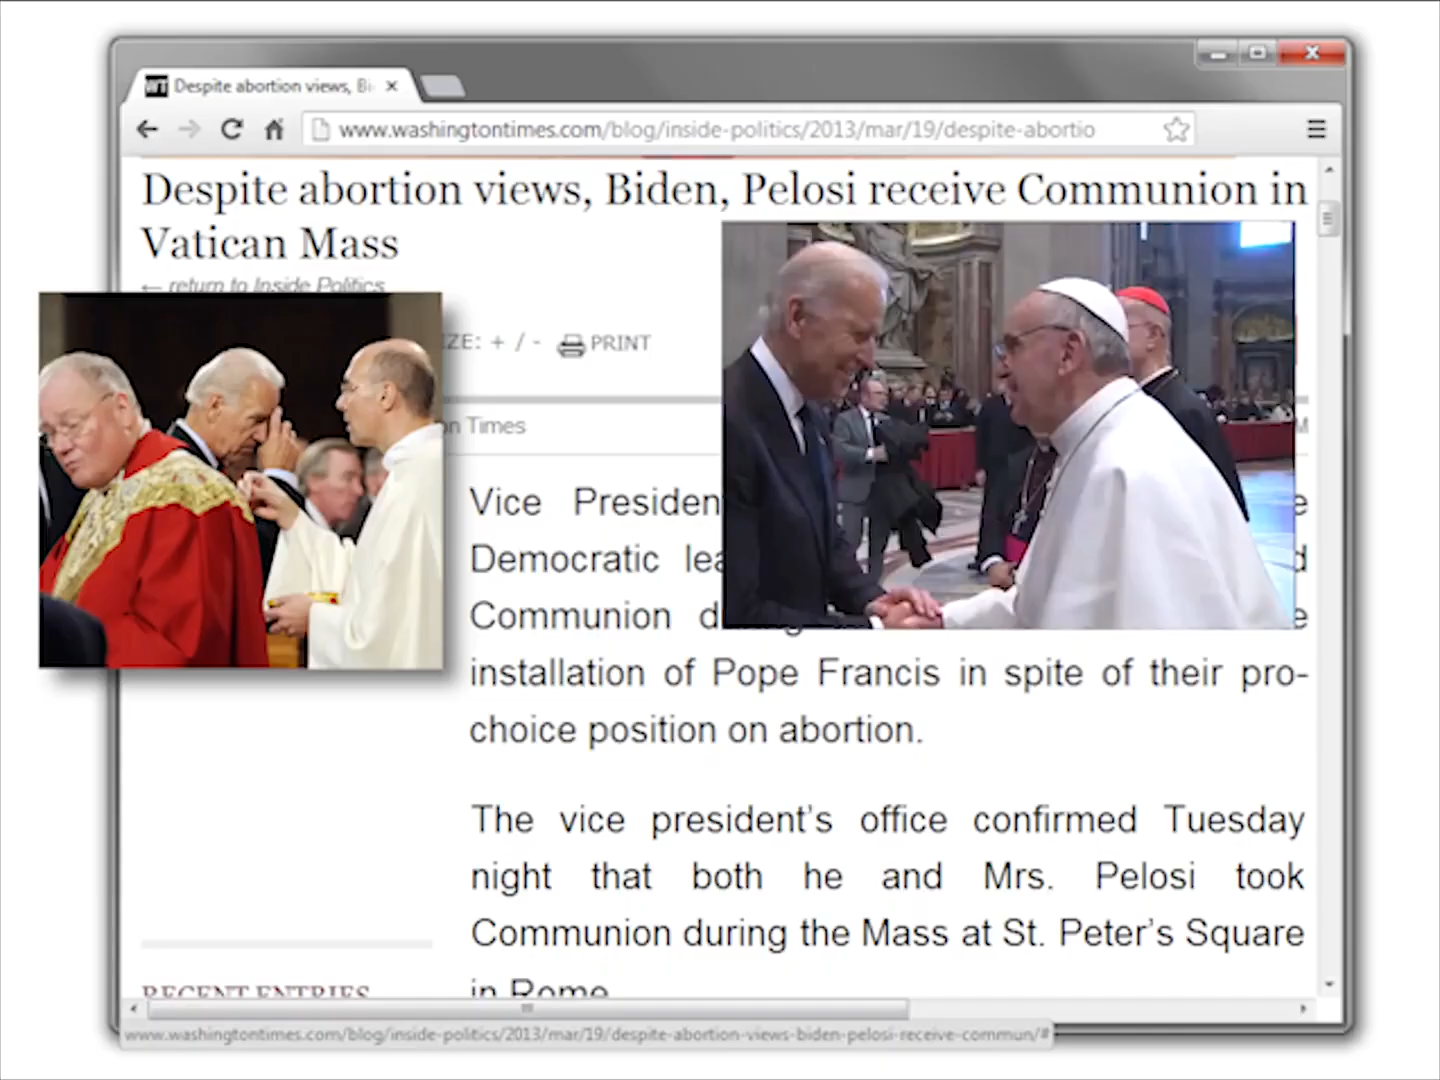 Despite abortion views, Bi
www.washingtontimes.com/blog/inside-politics/2013/mar/19/despite-abortio
Despite abortion views, Biden, Pelosi receive Communion in
Vatican Mass
← return to Inside Politics
ZE: + / - PRINT
n Times
Vice Presiden
Democratic lea
Communion during
installation of Pope Francis in spite of their pro-
choice position on abortion.
The vice president's office confirmed Tuesday
night that both he and Mrs. Pelosi took
Communion during the Mass at St. Peter's Square
in Rome
RECENT ENTRIES
www.washingtontimes.com/blog/inside-politics/2013/mar/19/despite-abortion-views-biden-pelosi-receive-commun/#